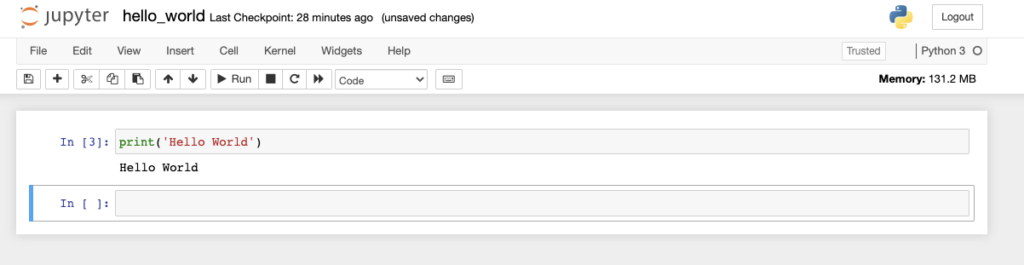 jupyter hello_world Last Checkpoint: 28 minutes ago (unsaved changes) Logout
File Edit View Insert Cell Kernel Widgets Help Trusted Python 3
Run Code Memory: 131.2 MB
In [3]: print('Hello World')
Hello World
In [ ]: